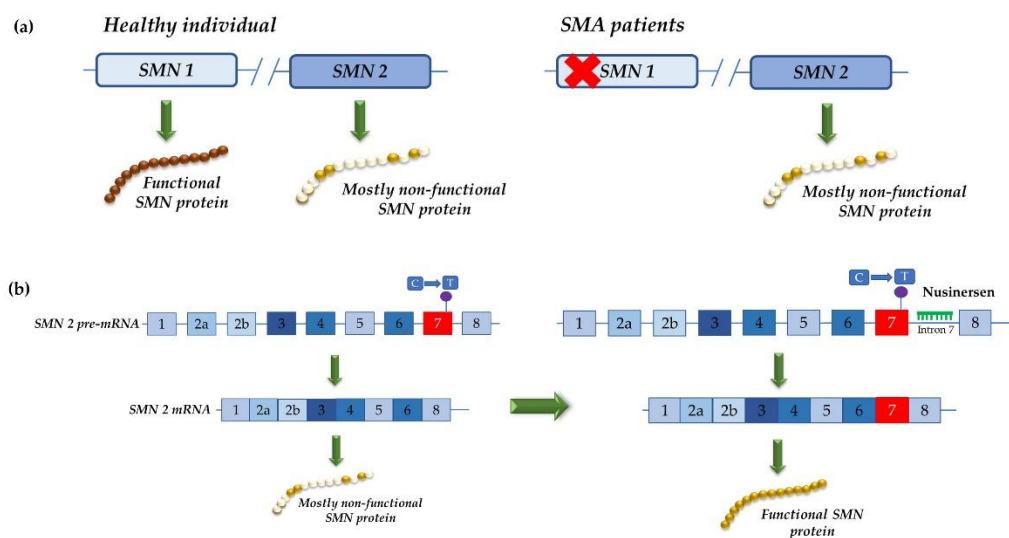 (a)
Healthy individual
SMA patients
SMN 1
SMN 2
SMN 1
SMN 2
Functional
SMN protein
Mostly non-functional
SMN protein
Mostly non-functional
SMN protein
(b)
C T
C T
Nusinersen
SMN 2 pre-mRNA
1 2a 2b 3 4 5 6 7 8
1 2a 2b 3 4 5 6 7 8
Intron 7
SMN 2 mRNA
1 2a 2b 3 4 5 6 8
1 2a 2b 3 4 5 6 7 8
Mostly non-functional
SMN protein
Functional SMN
protein